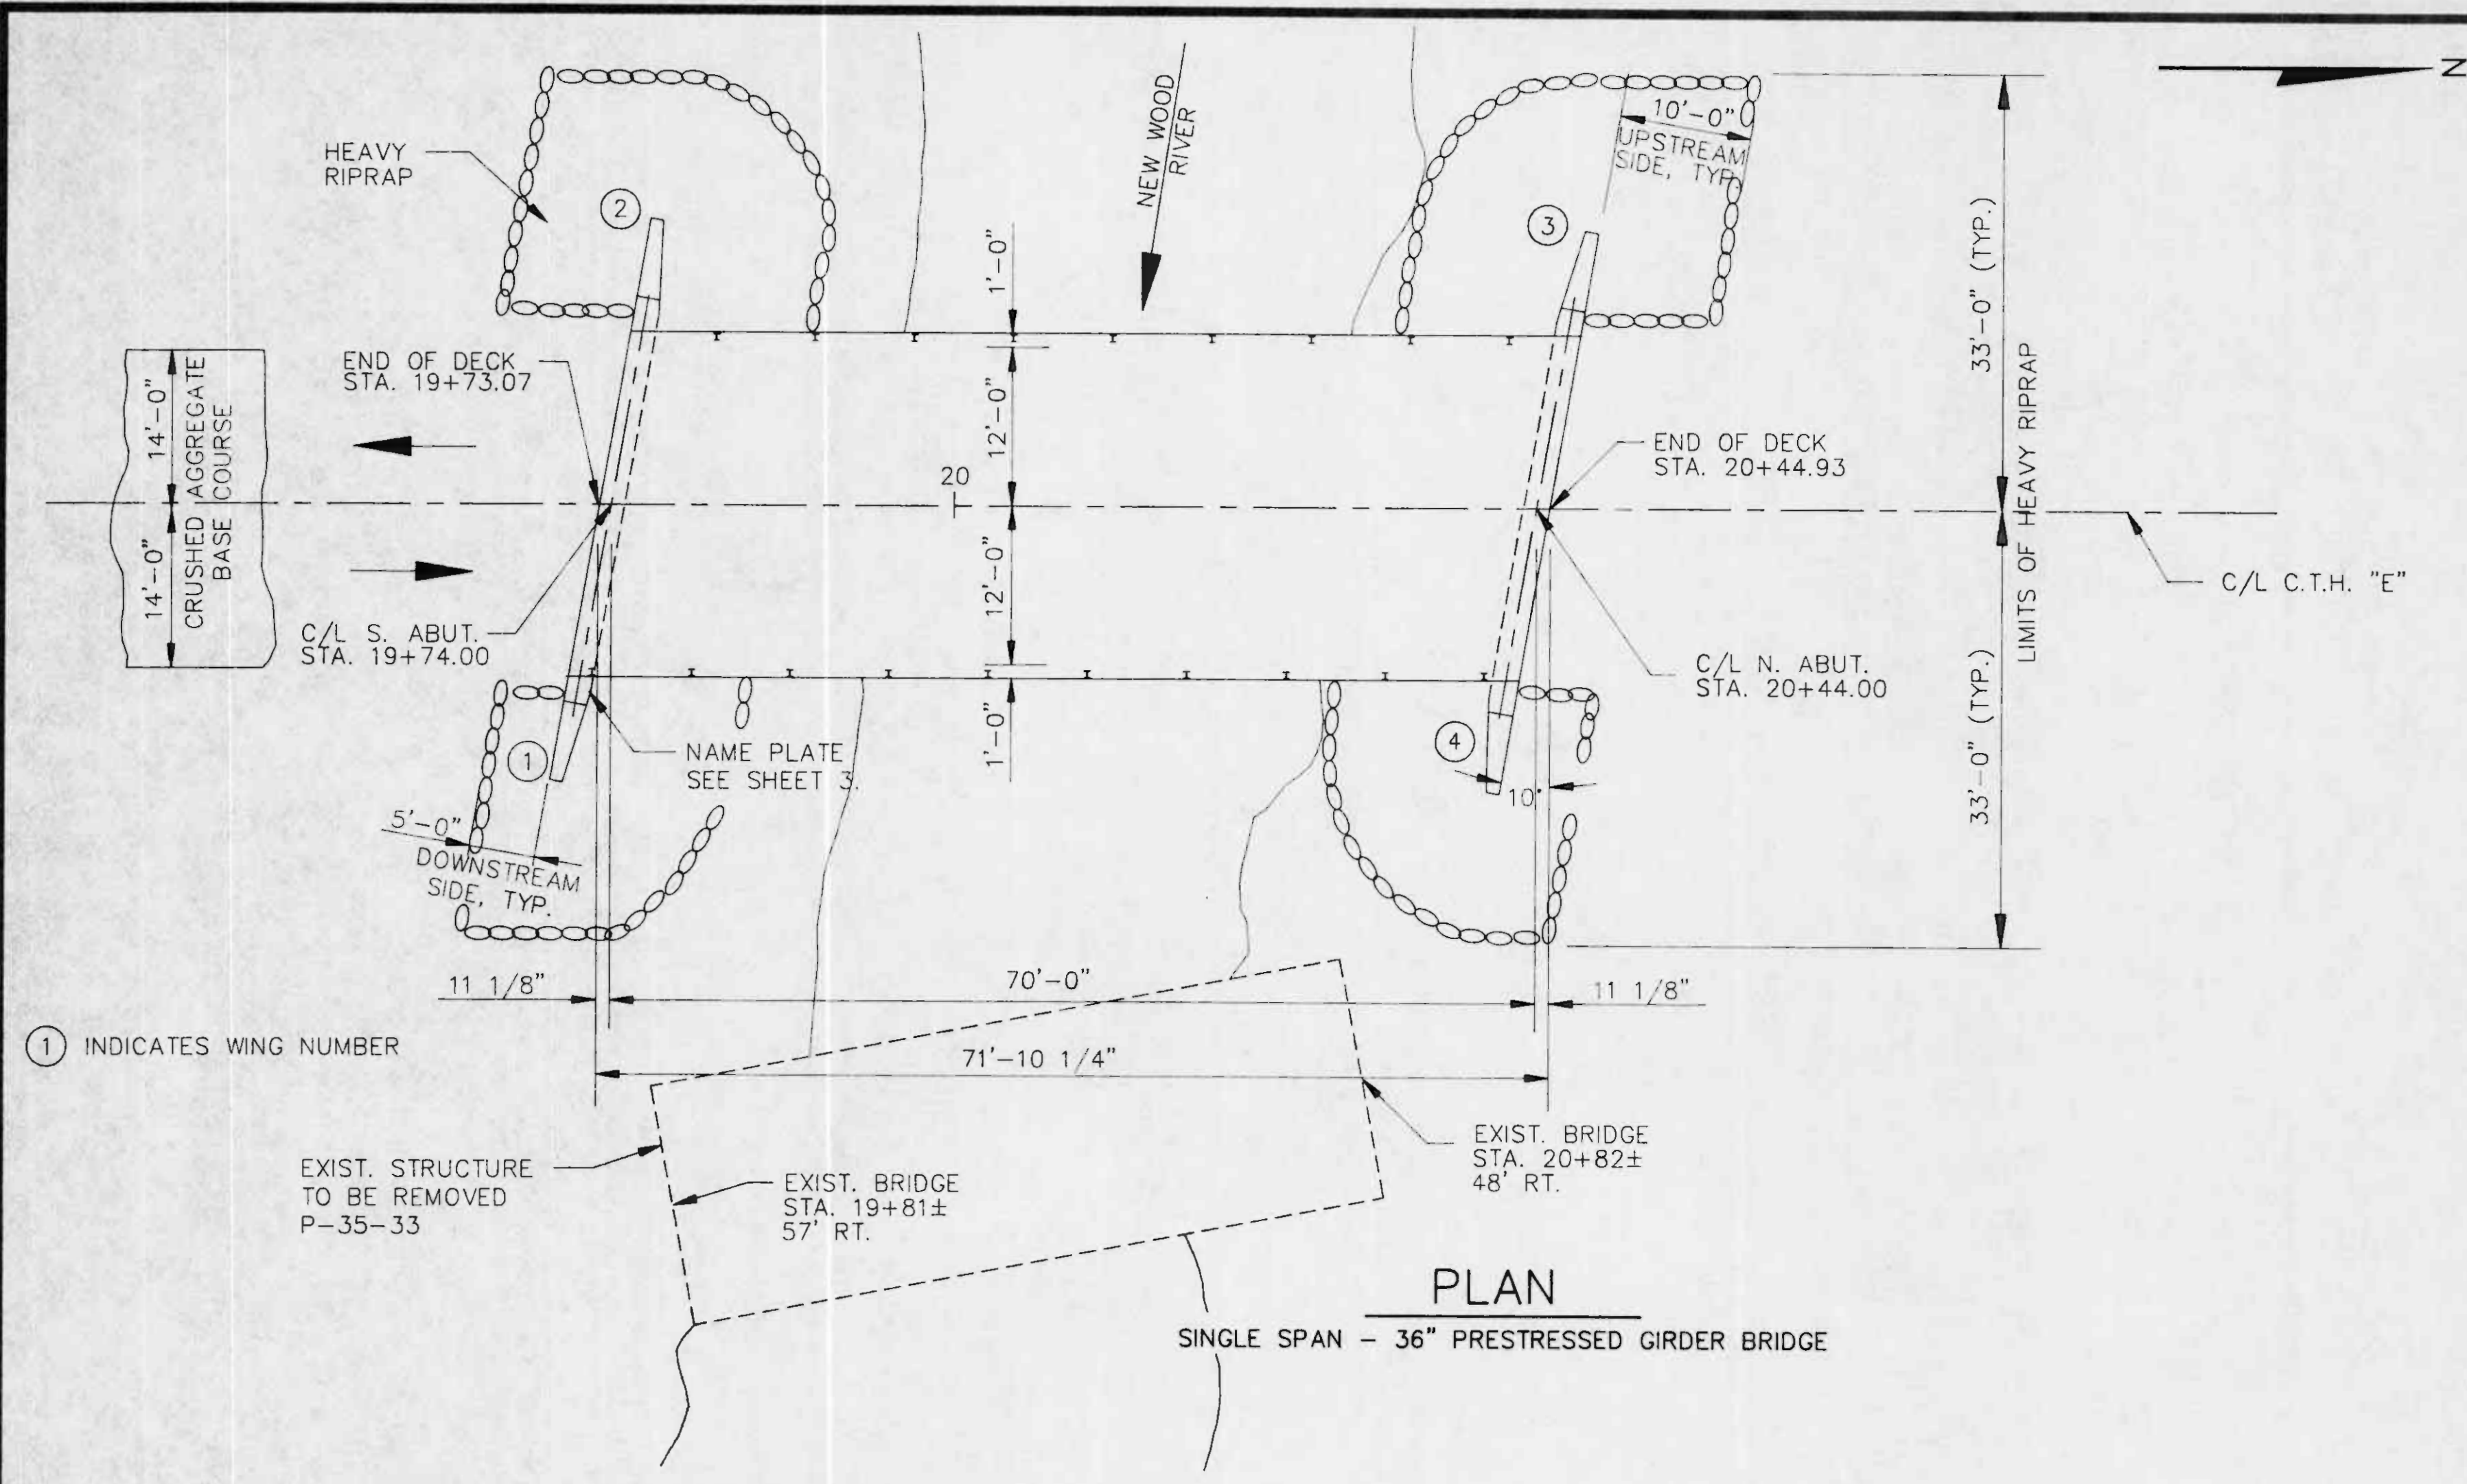 N
HEAVY
RIPRAP
2
NEW WOOD
RIVER
3
10'-0"
UPSTREAM
SIDE, TYP.
1'-0"
33'-0" (TYP.)
14'-0"
CRUSHED AGGREGATE
BASE COURSE
14'-0"
END OF DECK
STA. 19+73.07
12'-0"
20
END OF DECK
STA. 20+44.93
LIMITS OF HEAVY RIPRAP
C/L C.T.H. "E"
12'-0"
C/L S. ABUT.
STA. 19+74.00
C/L N. ABUT.
STA. 20+44.00
33'-0" (TYP.)
1'-0"
1
NAME PLATE
SEE SHEET 3.
4
10°
5'-0"
DOWNSTREAM
SIDE, TYP.
11 1/8"
70'-0"
11 1/8"
1 INDICATES WING NUMBER
71'-10 1/4"
EXIST. STRUCTURE
TO BE REMOVED
P-35-33
EXIST. BRIDGE
STA. 19+81±
57' RT.
EXIST. BRIDGE
STA. 20+82±
48' RT.
PLAN
SINGLE SPAN - 36" PRESTRESSED GIRDER BRIDGE